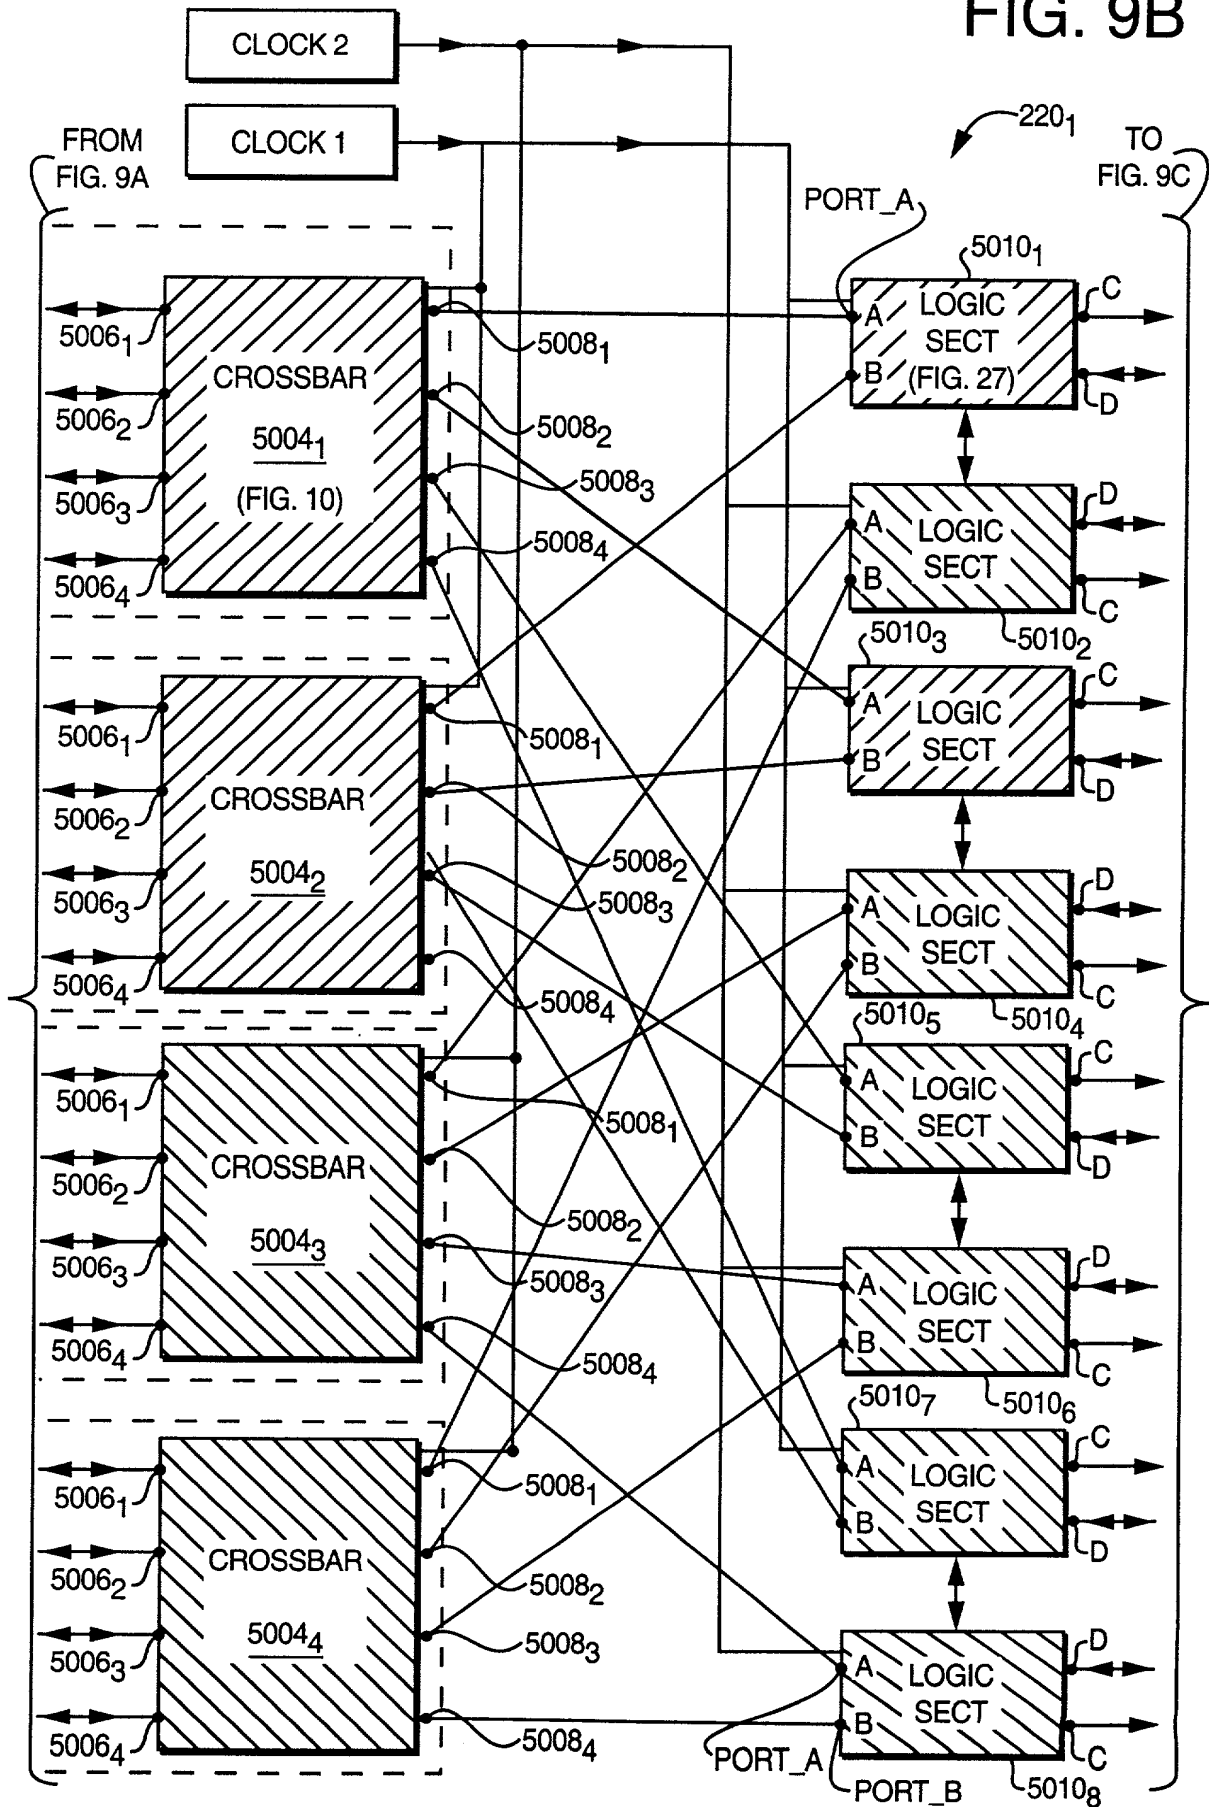 FIG. 9B
CLOCK 2
CLOCK 1
FROM
FIG. 9A
220₁
TO
FIG. 9C
PORT_A
5010₁
5006₁
5006₂
5006₃
5006₄
CROSSBAR
5004₁
(FIG. 10)
5008₁
5008₂
5008₃
5008₄
A
B
LOGIC
SECT
(FIG. 27)
C
D
A
B
LOGIC
SECT
D
C
5010₂
5010₃
5006₁
5006₂
5006₃
5006₄
CROSSBAR
5004₂
5008₁
5008₂
5008₃
5008₄
A
B
LOGIC
SECT
C
D
A
B
LOGIC
SECT
D
C
5010₄
5010₅
5006₁
5006₂
5006₃
5006₄
CROSSBAR
5004₃
5008₁
5008₂
5008₃
5008₄
A
B
LOGIC
SECT
C
D
A
B
LOGIC
SECT
D
C
5010₆
5010₇
5006₁
5006₂
5006₃
5006₄
CROSSBAR
5004₄
5008₁
5008₂
5008₃
5008₄
A
B
LOGIC
SECT
C
D
A
B
LOGIC
SECT
D
C
PORT_A
PORT_B
5010₈